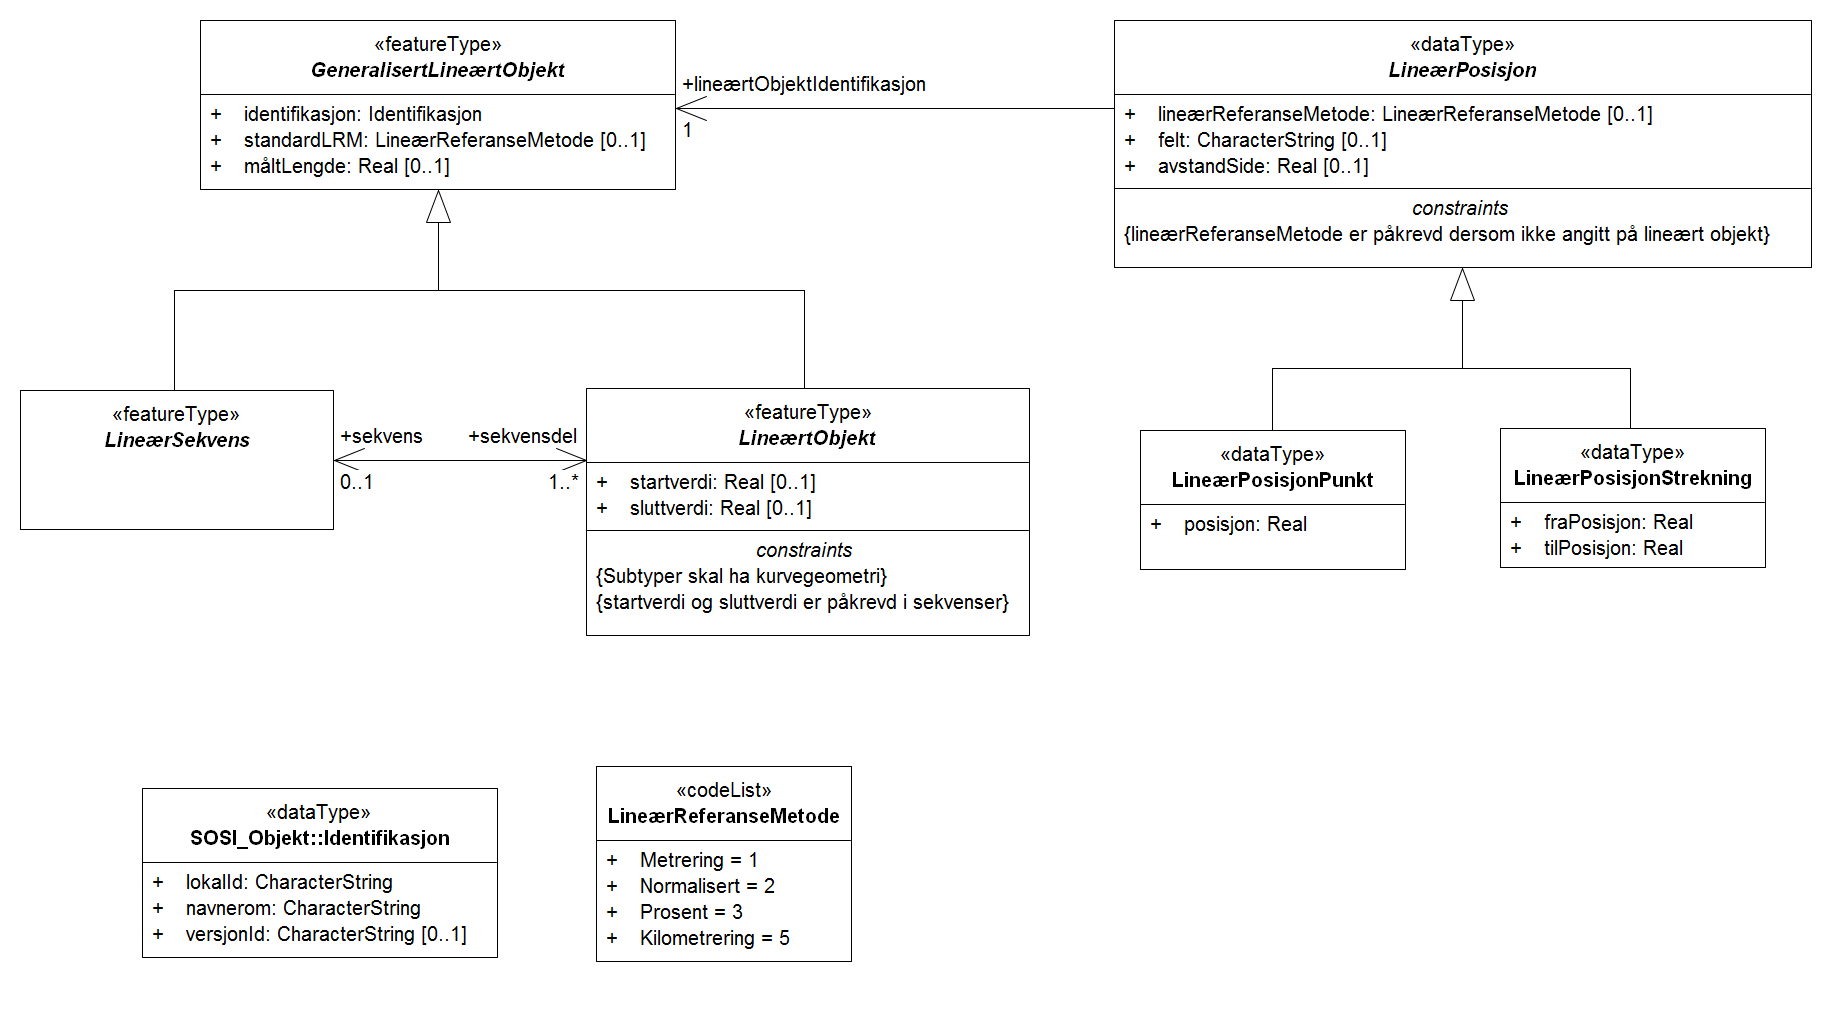 «featureType»
GeneralisertLineærtObjekt
+ identifikasjon: Identifikasjon
+ standardLRM: LineærReferanseMetode [0..1]
+ måltLengde: Real [0..1]
+lineærtObjektIdentifikasjon
1
«dataType»
LineærPosisjon
+ lineærReferanseMetode: LineærReferanseMetode [0..1]
+ felt: CharacterString [0..1]
+ avstandSide: Real [0..1]
constraints
{lineærReferanseMetode er påkrevd dersom ikke angitt på lineært objekt}
«featureType»
LineærSekvens
+sekvens
0..1
+sekvensdel
1..*
«featureType»
LineærtObjekt
+ startverdi: Real [0..1]
+ sluttverdi: Real [0..1]
constraints
{Subtyper skal ha kurvegeometri}
{startverdi og sluttverdi er påkrevd i sekvenser}
«dataType»
LineærPosisjonPunkt
+ posisjon: Real
«dataType»
LineærPosisjonStrekning
+ fraPosisjon: Real
+ tilPosisjon: Real
«dataType»
SOSI_Objekt::Identifikasjon
+ lokalId: CharacterString
+ navnerom: CharacterString
+ versjonId: CharacterString [0..1]
«codeList»
LineærReferanseMetode
+ Metrering = 1
+ Normalisert = 2
+ Prosent = 3
+ Kilometrering = 5